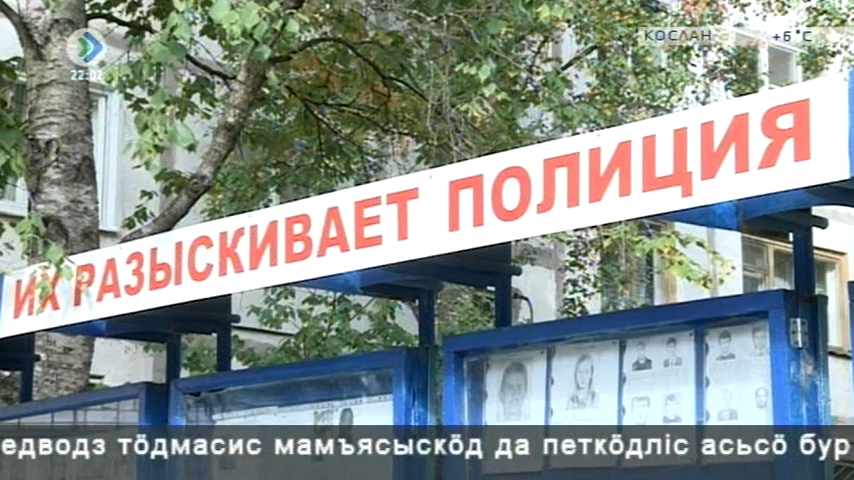 КОСЛАН +6°C
22:02
ИХ РАЗЫСКИВАЕТ ПОЛИЦИЯ
едводз тӧдмасис мамъясыскӧд да петкӧдліс асьсӧ бур